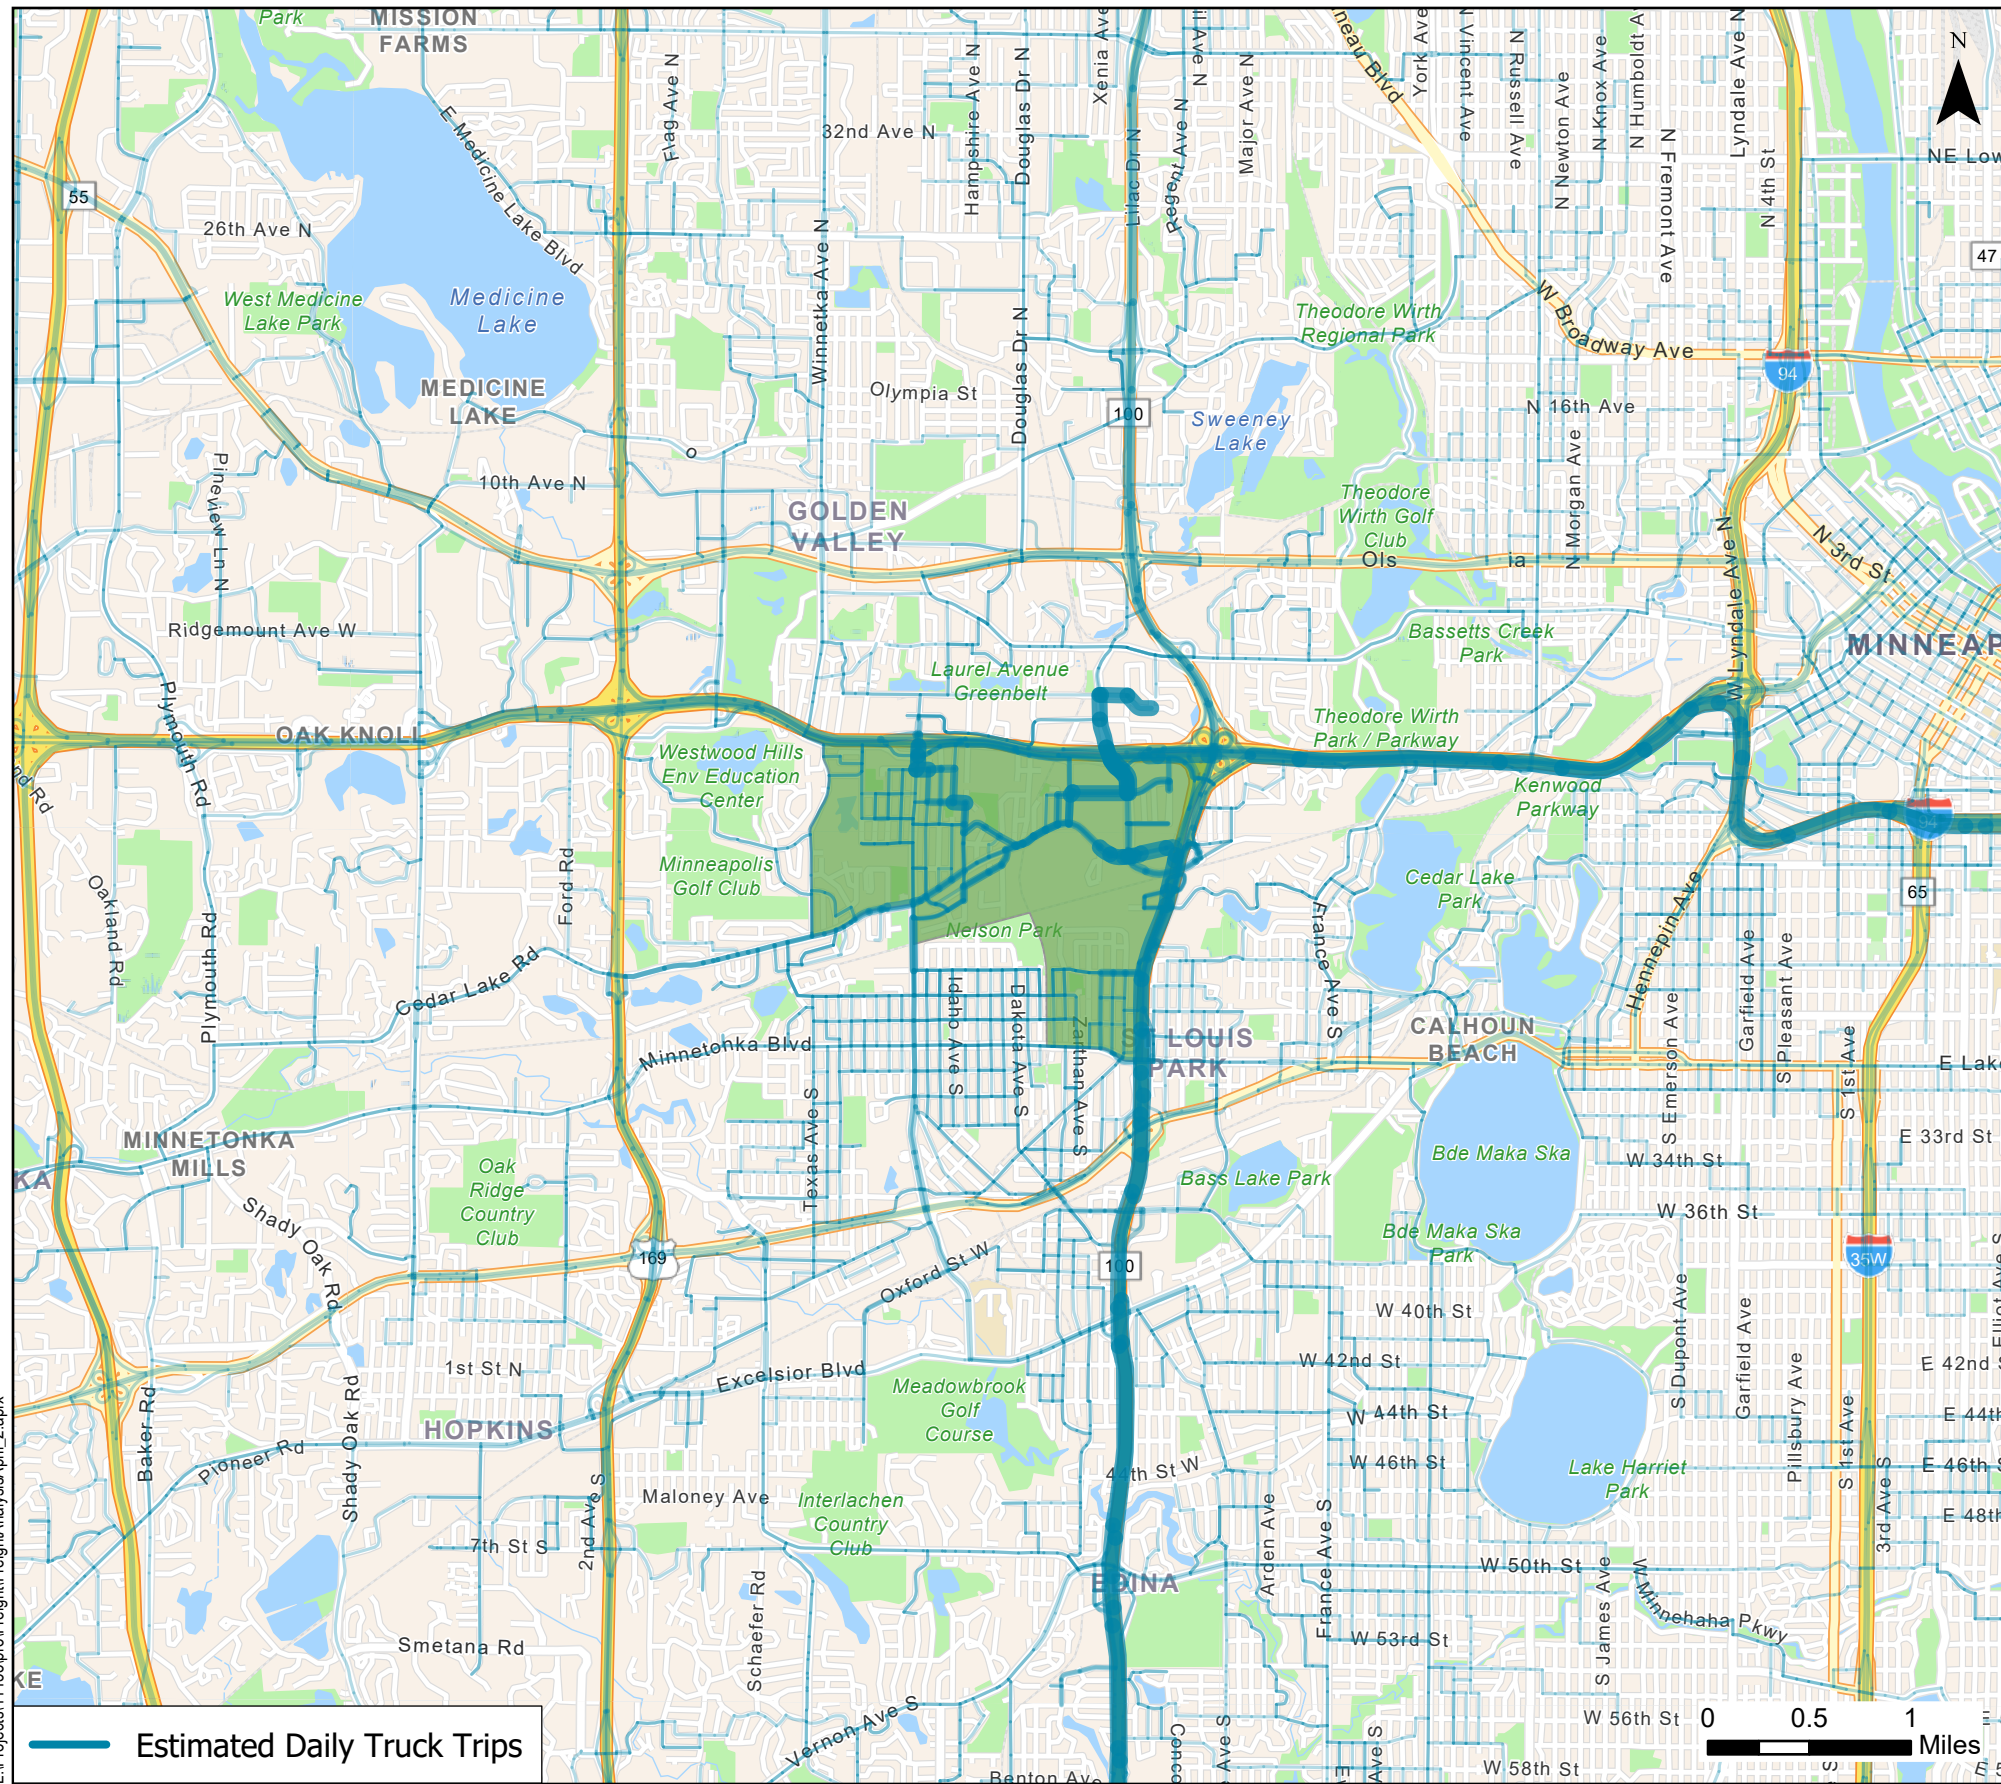 Park
MISSION
FARMS
Flag Ave N
32nd Ave N
Hampshire Ave N
Douglas Dr N
Xenia Ave
Lilac Dr N
Regent Ave N
Major Ave N
neau Blvd
York Ave
N Vincent Ave
N Russell Ave
N Newton Ave
N Knox Ave
N Humboldt A
N Fremont Ave
Lyndale Ave N
N 4th St
N
NE Low
47
55
26th Ave N
E Medicine Lake Blvd
West Medicine
Lake Park
Medicine
Lake
Winnetka Ave N
Theodore Wirth
Regional Park
W Broadway Ave
94
MEDICINE
LAKE
Olympia St
Douglas Dr N
100
Sweeney
Lake
N 16th Ave
N Morgan Ave
10th Ave N
Pineview Ln N
GOLDEN
VALLEY
Theodore
Wirth Golf
Club
Ols
ia
N 3rd St
W Lyndale Ave N
Ridgemount Ave W
Bassetts Creek
Park
MINNEAP
Laurel Avenue
Greenbelt
Plymouth Rd
OAK KNOLL
Theodore Wirth
Park / Parkway
Westwood Hills
Env Education
Center
nd Rd
Kenwood
Parkway
Minneapolis
Golf Club
Ford Rd
Cedar Lake
Park
65
Oakland Rd
Plymouth Rd
Nelson Park
France Ave S
Hennepin Ave
Garfield Ave
S Pleasant Ave
Cedar Lake Rd
Idaho Ave S
Dakota Ave S
Zarthan Ave S
ST LOUIS
PARK
CALHOUN
BEACH
S Emerson Ave
S 1st Ave
E Lake
Minnetonka Blvd
Texas Ave S
MINNETONKA
MILLS
KA
Oak
Ridge
Country
Club
Shady Oak Rd
Bass Lake Park
Bde Maka Ska
E 33rd St
W 34th St
W 36th St
Bde Maka Ska
Park
169
100
35W
Oxford St W
W 40th St
S Dupont Ave
Garfield Ave
Elliot Ave S
1st St N
Excelsior Blvd
W 42nd St
E 42nd S
Baker Rd
Shady Oak Rd
HOPKINS
Meadowbrook
Golf
Course
W 44th St
E 44th
Pioneer Rd
44th St W
W 46th St
Lake Harriet
Park
Pillsbury Ave
S 1st Ave
3rd Ave S
E 46th S
2nd Ave S
Maloney Ave
Interlachen
Country
Club
E 48th
7th St S
Arden Ave
France Ave S
W 50th St
EDINA
Schaefer Rd
S James Ave
W Minnehaha Pkwy
Smetana Rd
W 53rd St
KE
Vernon Ave S
W 56th St
W 58th St
Benton Ave
Estimated Daily Truck Trips
0 0.5 1
Miles